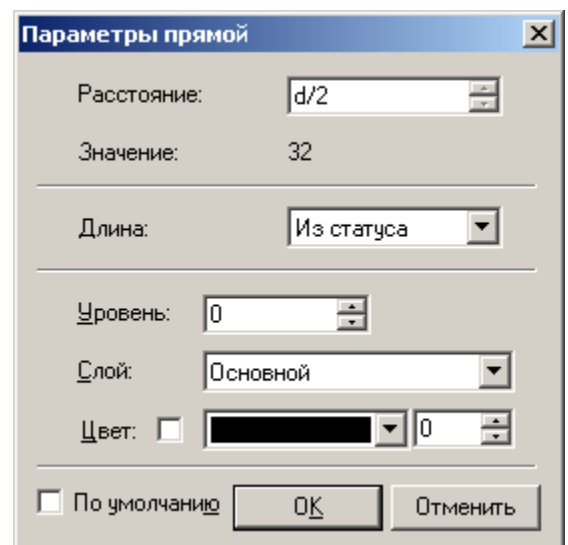 Параметры прямой
Расстояние: d/2
Значение: 32
Длина: Из статуса
Уровень: 0
Слой: Основной
Цвет: 0
По умолчанию OK Отменить